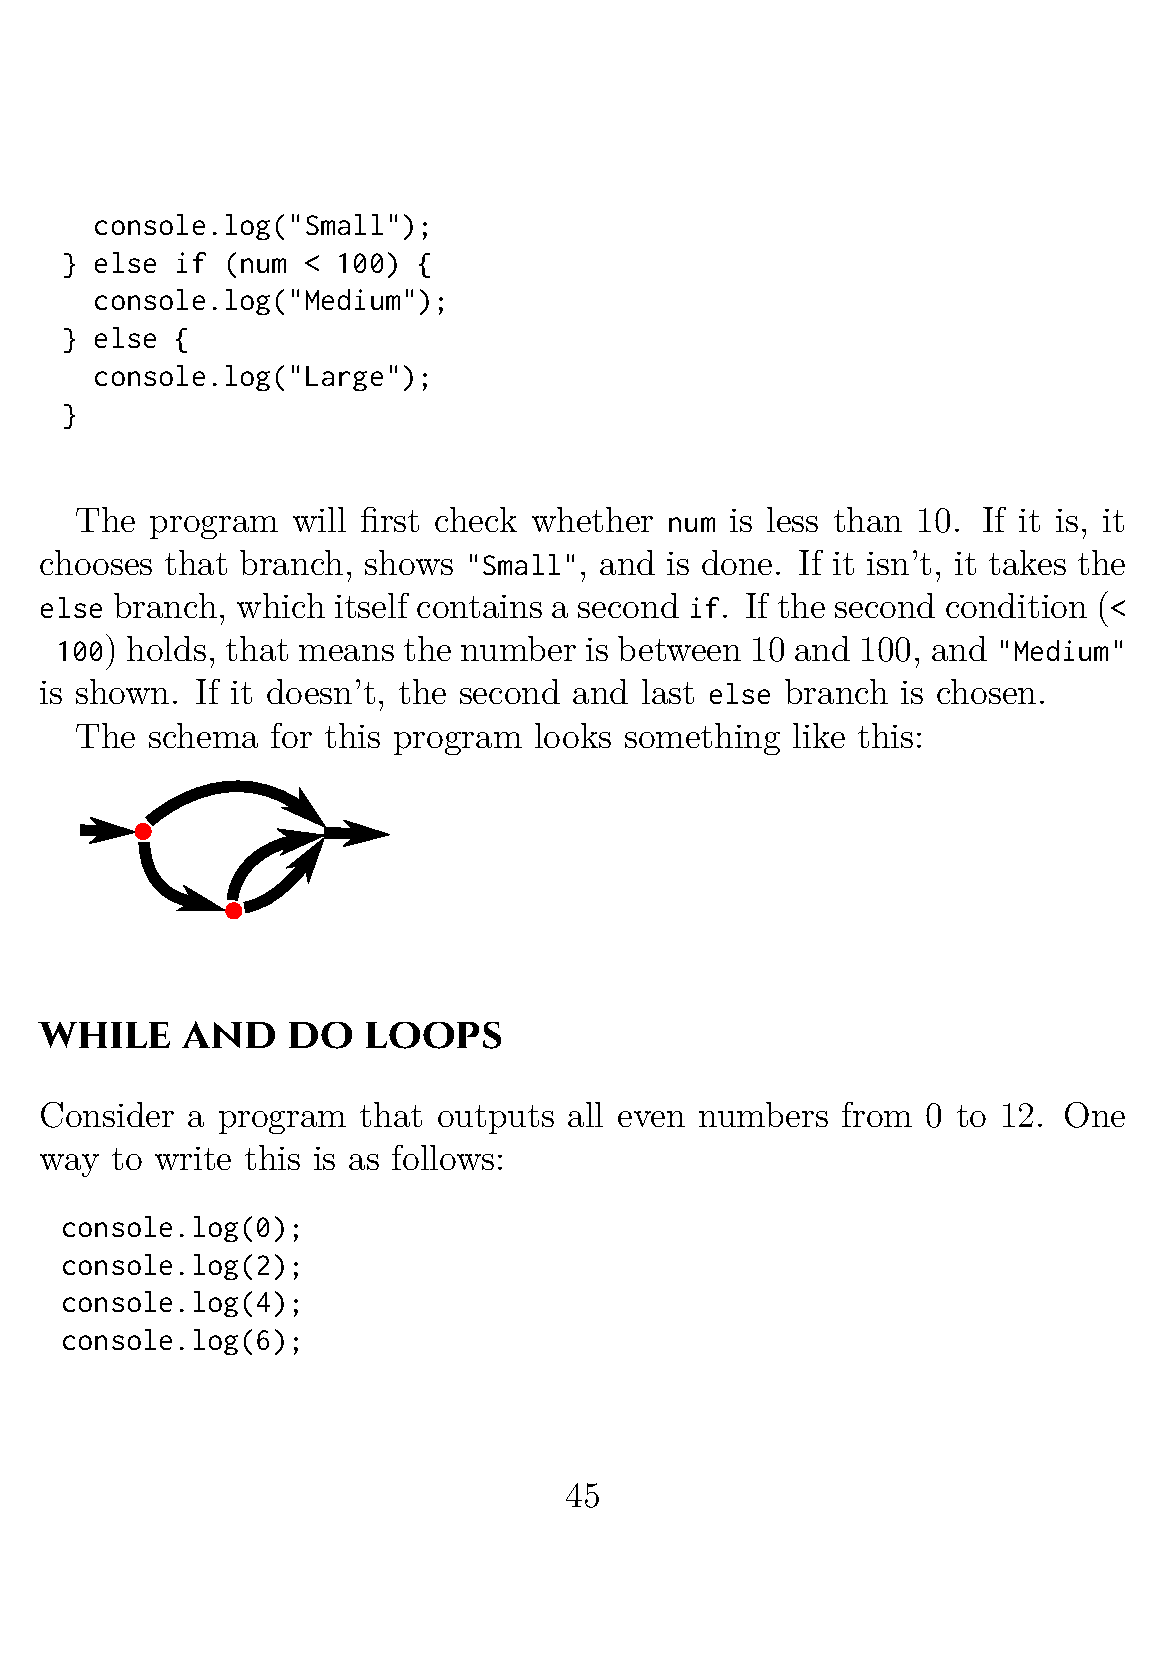 console.log("Small");
} else if (num < 100) {
console.log("Medium");
} else {
console.log("Large");
}
The program will first check whether num is less than 10. If it is, it
chooses that branch, shows "Small", and is done. If it isn't, it takes the
else branch, which itself contains a second if. If the second condition (<
100) holds, that means the number is between 10 and 100, and "Medium"
is shown. If it doesn't, the second and last else branch is chosen.
The schema for this program looks something like this:
WHILE AND DO LOOPS
Consider a program that outputs all even numbers from 0 to 12. One
way to write this is as follows:
console.log(0);
console.log(2);
console.log(4);
console.log(6);
45